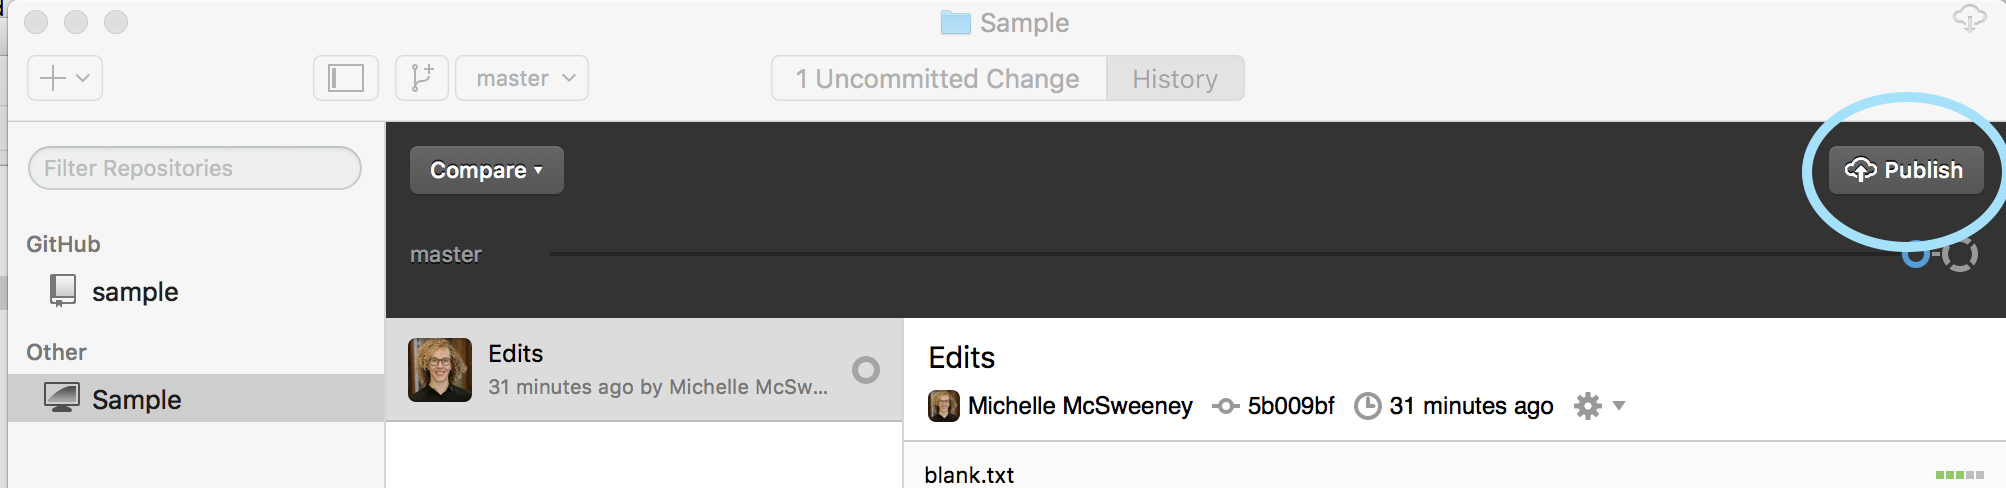 Sample
master
1 Uncommitted Change
History
Filter Repositories
Compare
Publish
GitHub
master
sample
Other
Sample
Edits
31 minutes ago by Michelle McSw...
Edits
Michelle McSweeney 5b009bf 31 minutes ago
blank.txt